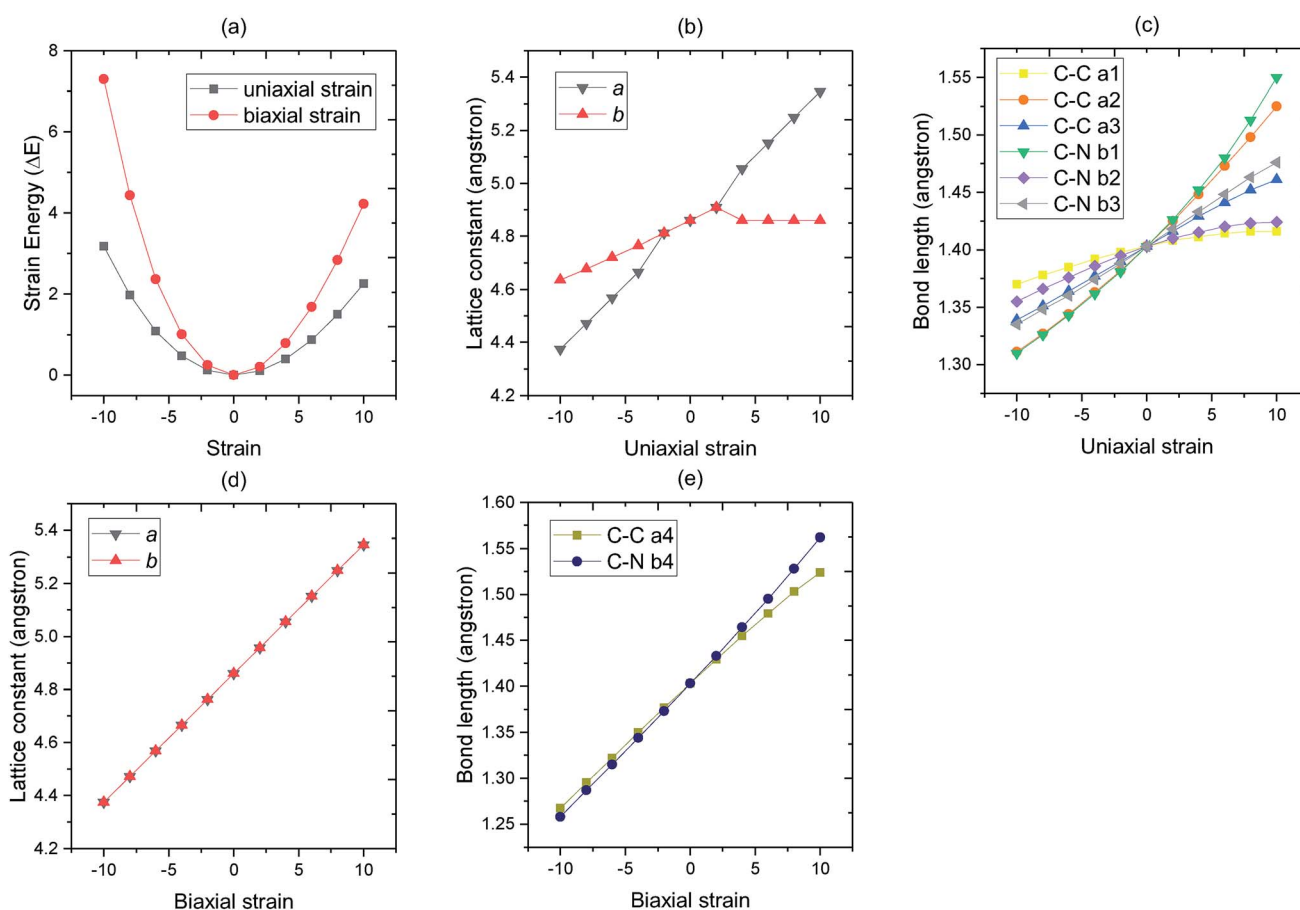 (a)
8
6
4
2
0
-10 -5 0 5 10
Strain Energy (ΔE)
Strain
uniaxial strain
biaxial strain
(b)
5.4
5.2
5.0
4.8
4.6
4.4
4.2
-10 -5 0 5 10
Lattice constant (angstron)
Uniaxial strain
a
b
(c)
1.55
1.50
1.45
1.40
1.35
1.30
-10 -5 0 5 10
Bond length (angstron)
Uniaxial strain
C-C a1
C-C a2
C-C a3
C-N b1
C-N b2
C-N b3
(d)
5.4
5.2
5.0
4.8
4.6
4.4
4.2
-10 -5 0 5 10
Lattice constant (angstron)
Biaxial strain
a
b
(e)
1.60
1.55
1.50
1.45
1.40
1.35
1.30
1.25
-10 -5 0 5 10
Bond length (angstron)
Biaxial strain
C-C a4
C-N b4